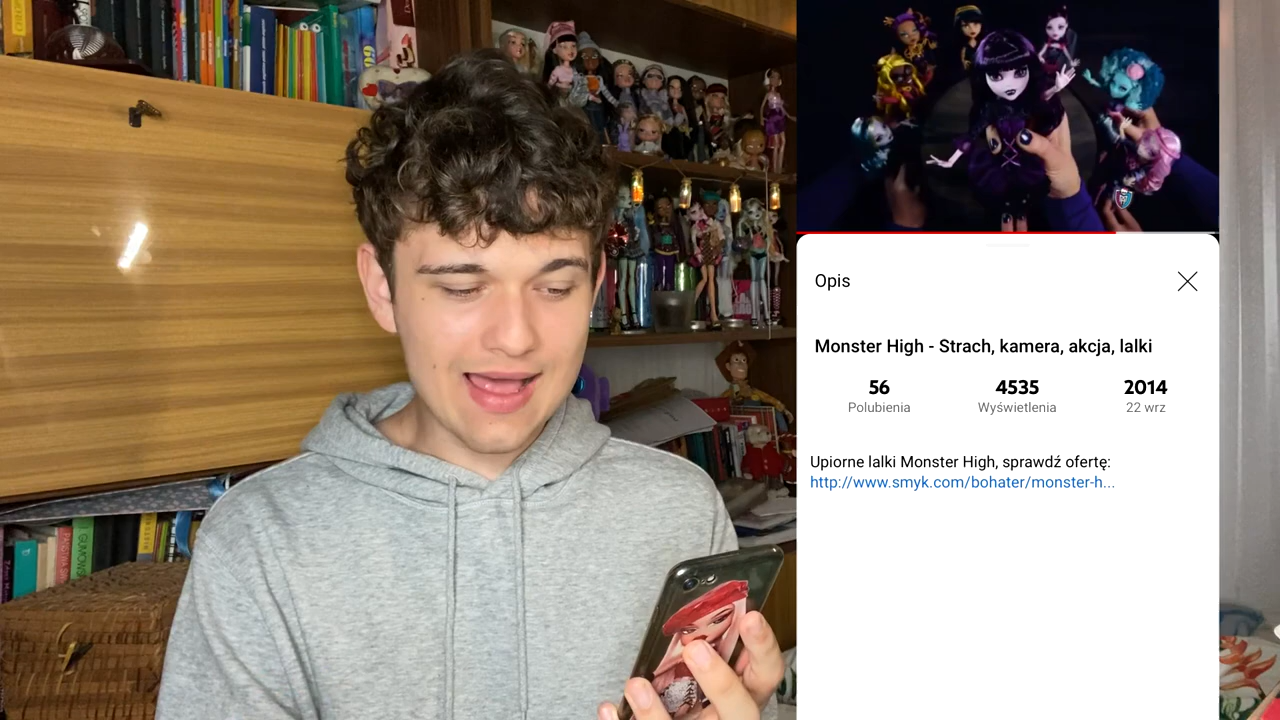 Opis
Monster High - Strach, kamera, akcja, lalki
56
4535
2014
Polubienia
Wyświetlenia
22 wrz
Upiorne lalki Monster High, sprawdź ofertę:
http://www.smyk.com/bohater/monster-h...